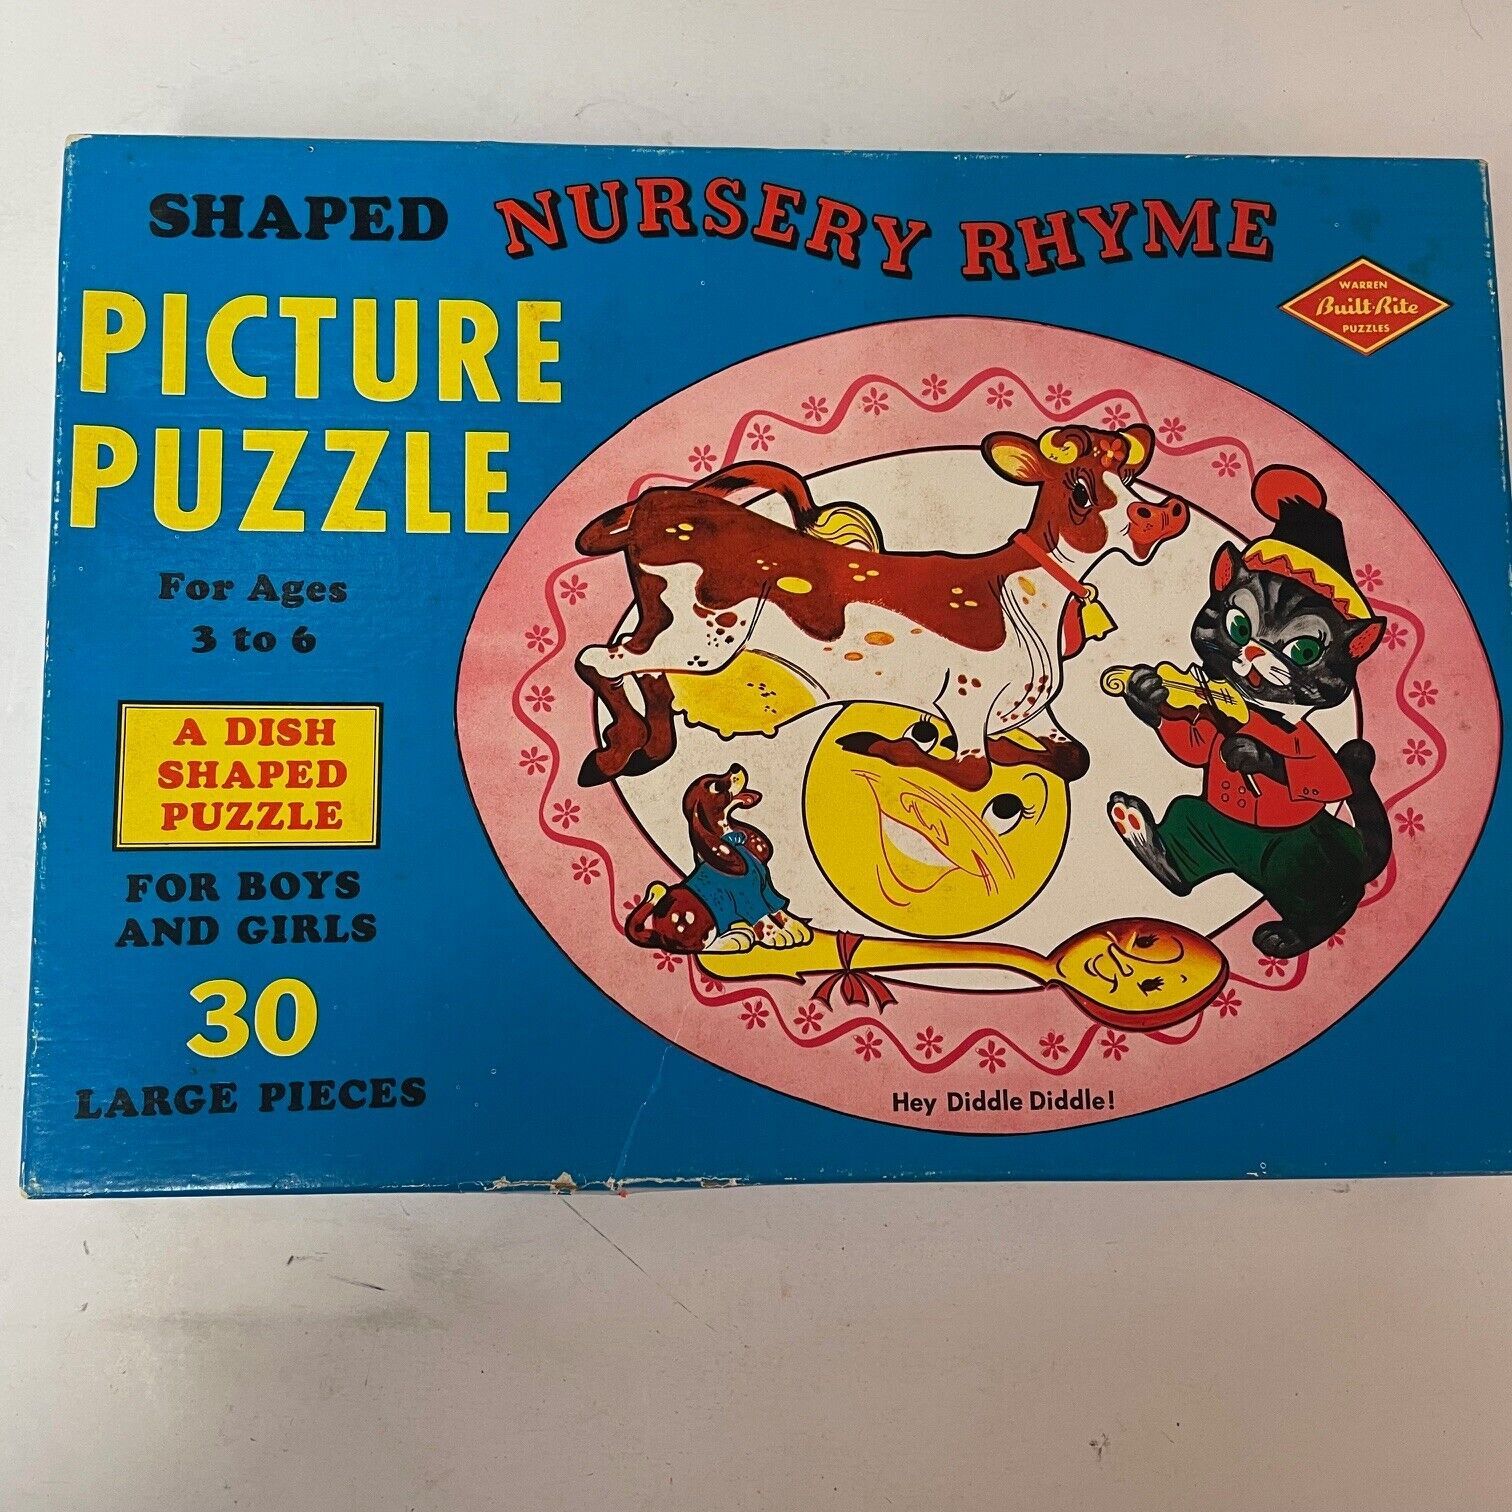 SHAPED NURSERY RHYME
PICTURE
PUZZLE
For Ages
3 to 6
A DISH
SHAPED
PUZZLE
FOR BOYS
AND GIRLS
30
LARGE PIECES
WARREN
Built-Rite
PUZZLES
Hey Diddle Diddle!